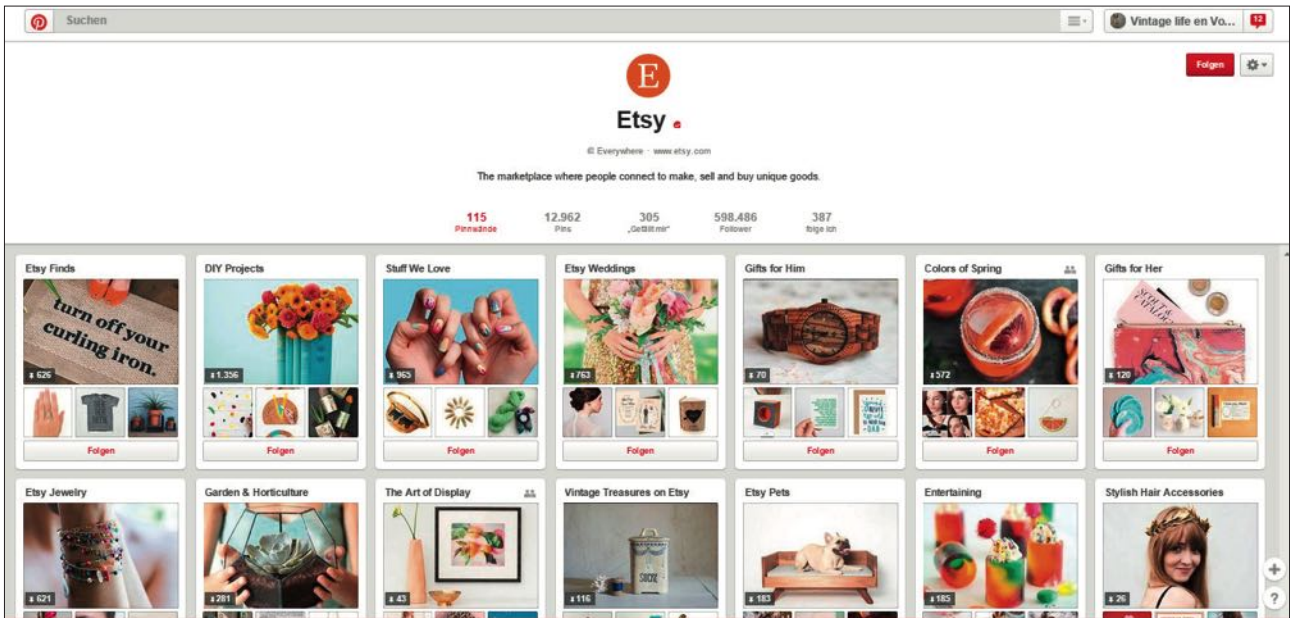 Suchen
Vintage life en Vo...
12
Folgen
E
Etsy
Everywhere · www.etsy.com
The marketplace where people connect to make, sell and buy unique goods.
115 12.962 305 598.486 387
Pinnwände Pins „Gefällt mir“ Follower folge ich
Etsy Finds
turn off your
curling iron.
626
Folgen
DIY Projects
1.356
Folgen
Stuff We Love
965
Folgen
Etsy Weddings
763
Folgen
Gifts for Him
70
Folgen
Colors of Spring
572
Folgen
Gifts for Her
SCOUT &
CATALOG
120
Folgen
Etsy Jewelry
621
Garden & Horticulture
281
The Art of Display
43
Vintage Treasures on Etsy
116
Etsy Pets
183
Entertaining
185
Stylish Hair Accessories
26
+
?